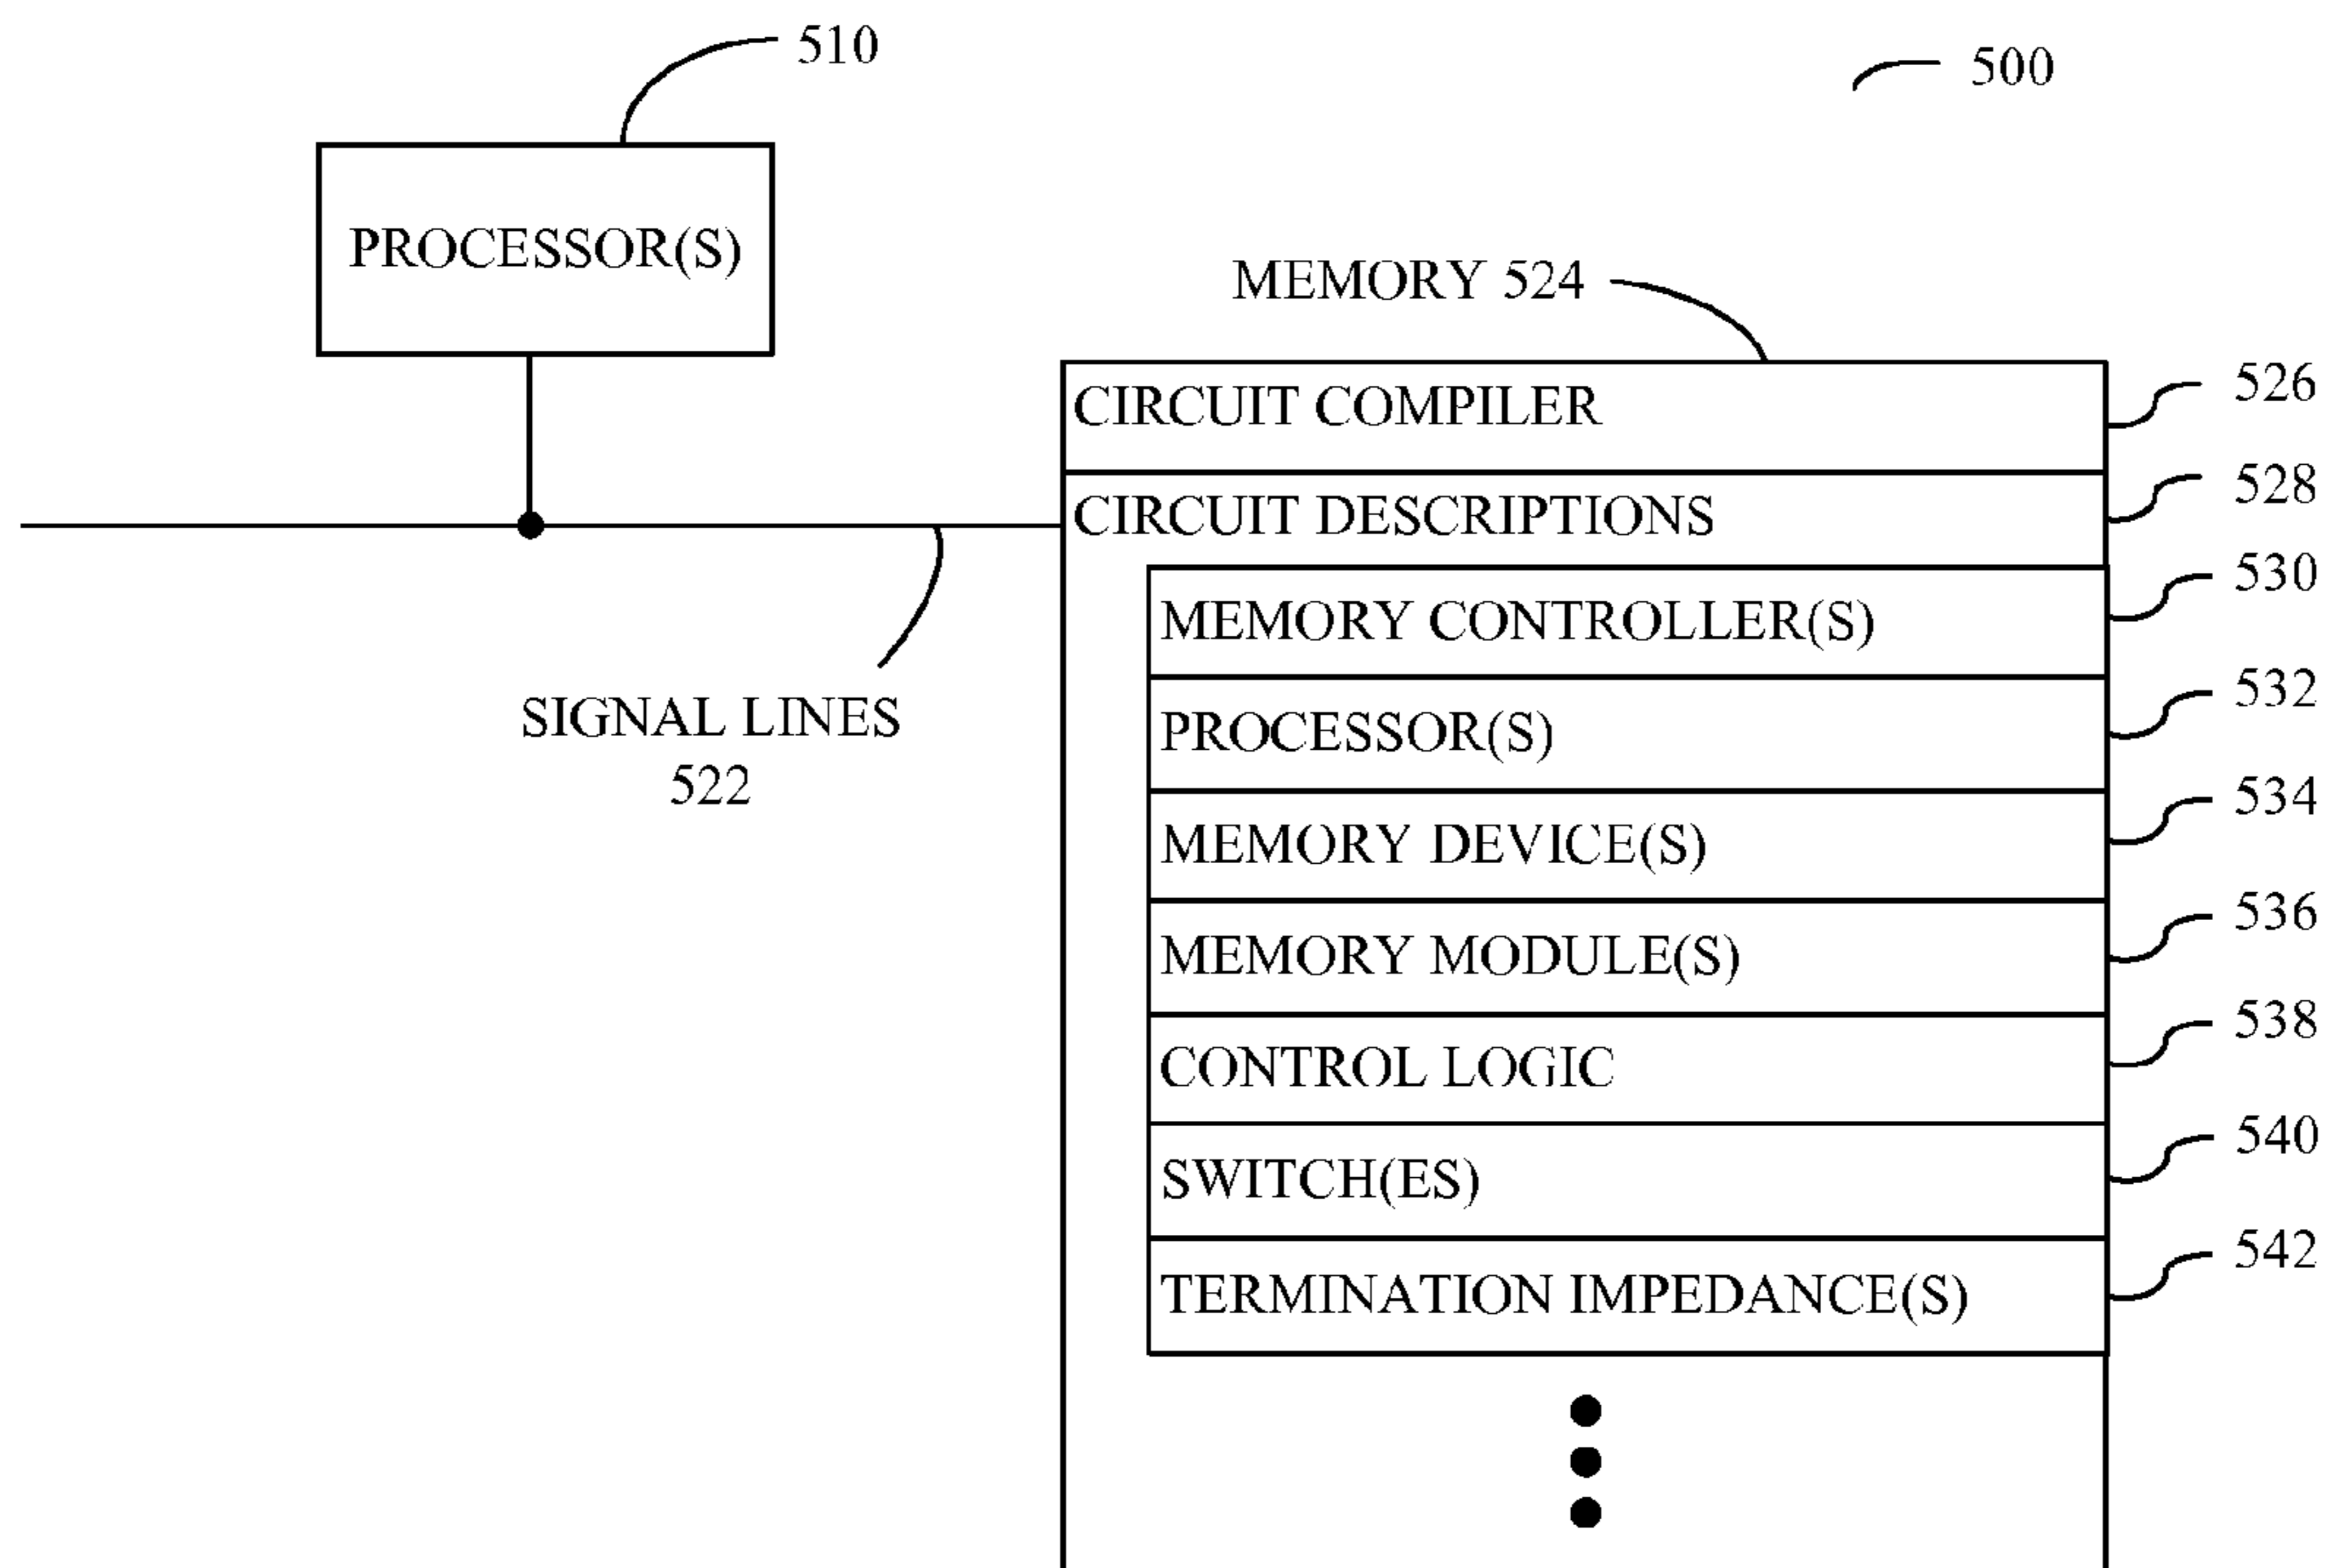 510
500
PROCESSOR(S)
MEMORY 524
CIRCUIT COMPILER
526
CIRCUIT DESCRIPTIONS
528
MEMORY CONTROLLER(S)
530
PROCESSOR(S)
532
SIGNAL LINES
522
MEMORY DEVICE(S)
534
MEMORY MODULE(S)
536
CONTROL LOGIC
538
SWITCH(ES)
540
TERMINATION IMPEDANCE(S)
542